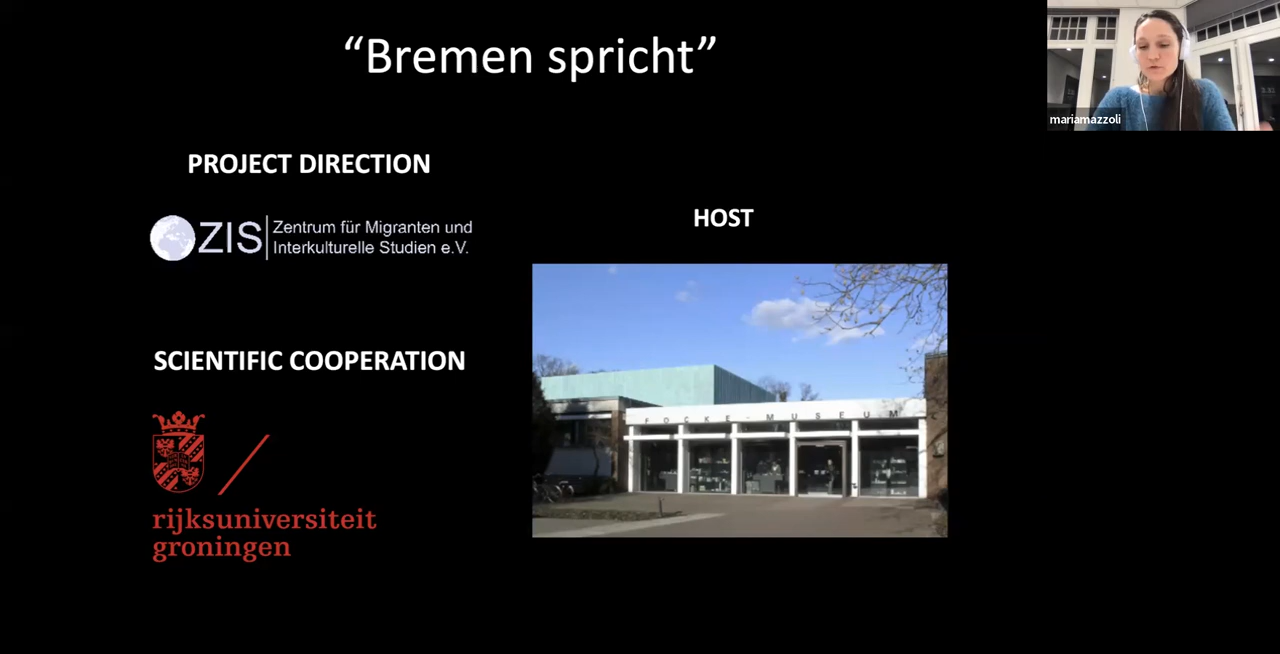 “Bremen spricht”
PROJECT DIRECTION
ZIS
Zentrum für Migranten und
Interkulturelle Studien e.V.
HOST
FOCKE-MUSEUM
SCIENTIFIC COOPERATION
rijksuniversiteit
groningen
mariamazzoli